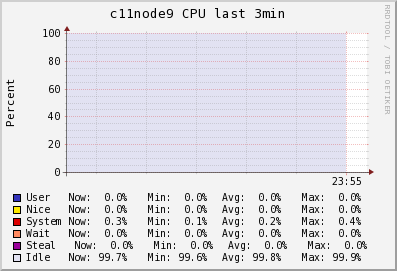 c11node9 CPU last 3min
RRDTOOL / TOBI OETIKER
Percent
100
80
60
40
20
0
23:55
User Now: 0.0% Min: 0.0% Avg: 0.0% Max: 0.0%
Nice Now: 0.0% Min: 0.0% Avg: 0.0% Max: 0.0%
System Now: 0.3% Min: 0.1% Avg: 0.2% Max: 0.4%
Wait Now: 0.0% Min: 0.0% Avg: 0.0% Max: 0.0%
Steal Now: 0.0% Min: 0.0% Avg: 0.0% Max: 0.0%
Idle Now: 99.7% Min: 99.6% Avg: 99.8% Max: 99.9%